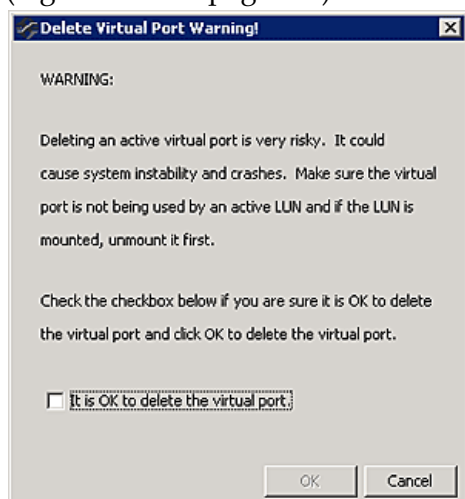 Delete Virtual Port Warning!
WARNING:
Deleting an active virtual port is very risky. It could
cause system instability and crashes. Make sure the virtual
port is not being used by an active LUN and if the LUN is
mounted, unmount it first.
Check the checkbox below if you are sure it is OK to delete
the virtual port and click OK to delete the virtual port.
It is OK to delete the virtual port.
OK Cancel